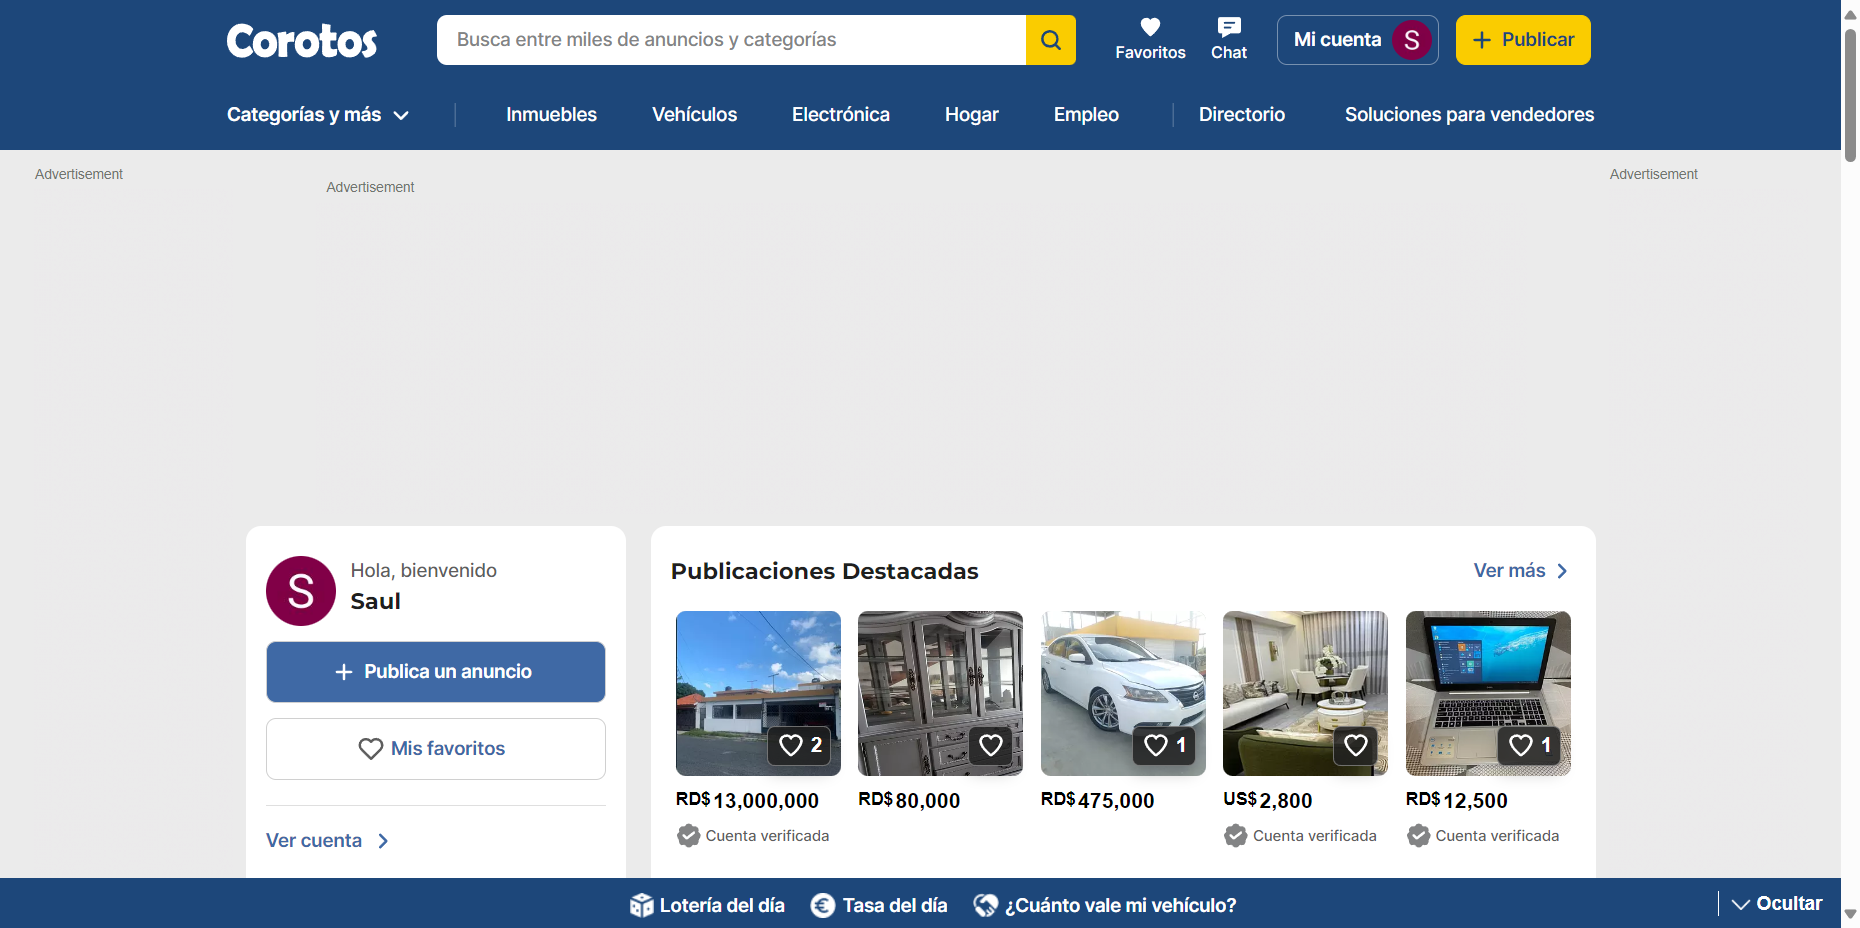 Corotos
Busca entre miles de anuncios y categorías
Favoritos
Chat
Mi cuenta
S
Publicar
Categorías y más
Inmuebles
Vehículos
Electrónica
Hogar
Empleo
Directorio
Soluciones para vendedores
Advertisement
Advertisement
Advertisement
S
Hola, bienvenido
Saul
+ Publica un anuncio
Mis favoritos
Ver cuenta
Publicaciones Destacadas
Ver más
2
1
1
RD$ 13,000,000
RD$ 80,000
RD$ 475,000
US$ 2,800
RD$ 12,500
Cuenta verificada
Cuenta verificada
Cuenta verificada
Lotería del día
Tasa del día
¿Cuánto vale mi vehículo?
Ocultar